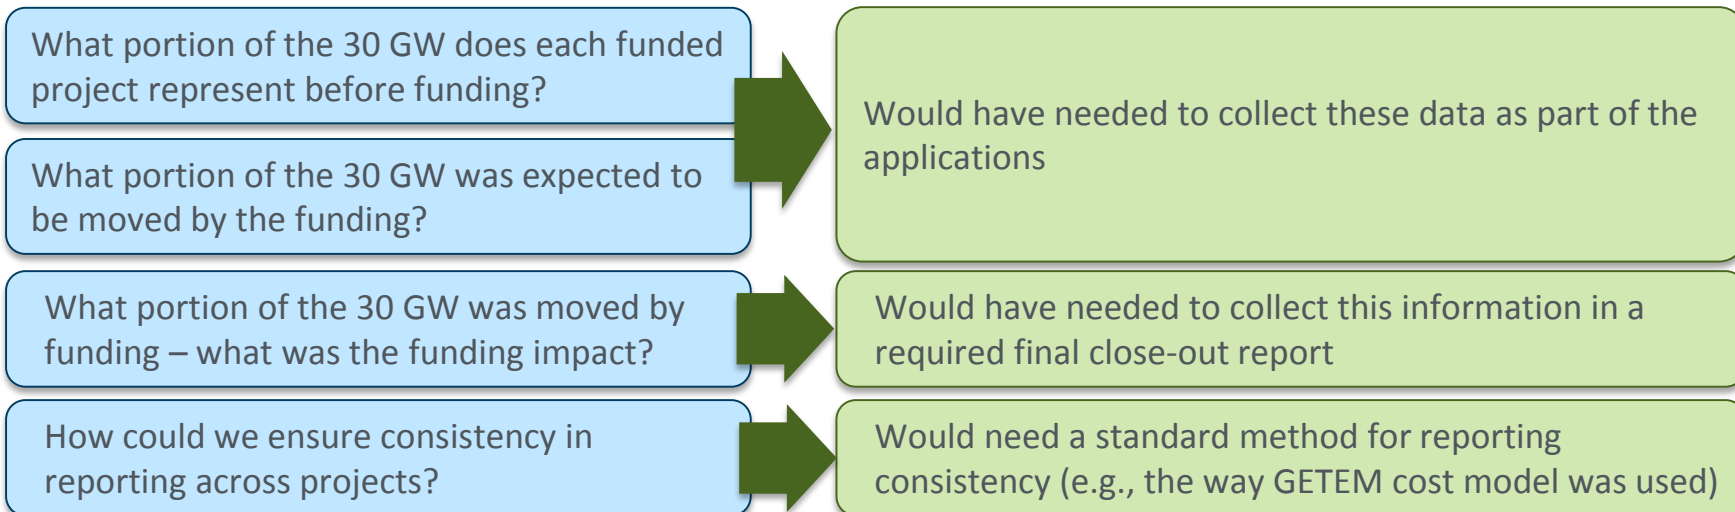 What portion of the 30 GW does each funded
project represent before funding?
What portion of the 30 GW was expected to
be moved by the funding?
Would have needed to collect these data as part of the
applications
What portion of the 30 GW was moved by
funding – what was the funding impact?
Would have needed to collect this information in a
required final close-out report
How could we ensure consistency in
reporting across projects?
Would need a standard method for reporting
consistency (e.g., the way GETEM cost model was used)